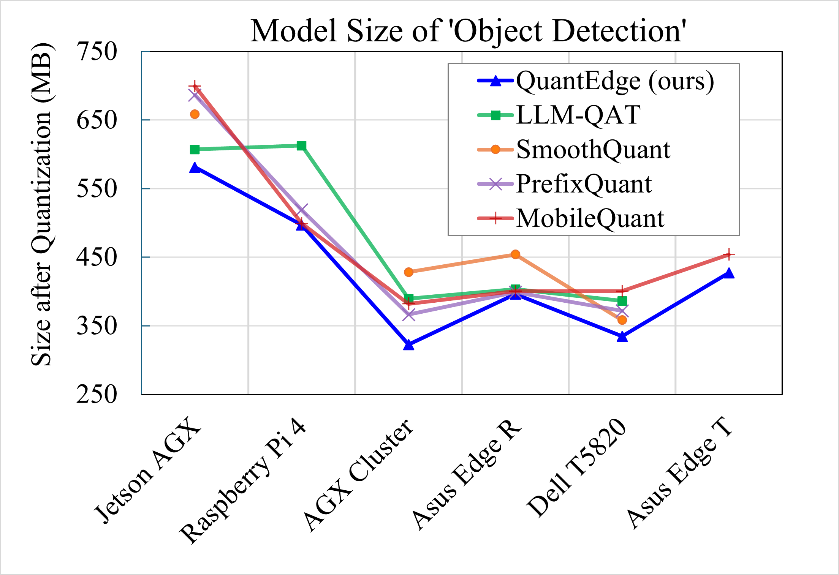 Model Size of 'Object Detection'
Size after Quantization (MB)
750
650
550
450
350
250
QuantEdge (ours)
LLM-QAT
SmoothQuant
PrefixQuant
MobileQuant
Jetson AGX
Raspberry Pi 4
AGX Cluster
Asus Edge R
Dell T5820
Asus Edge T